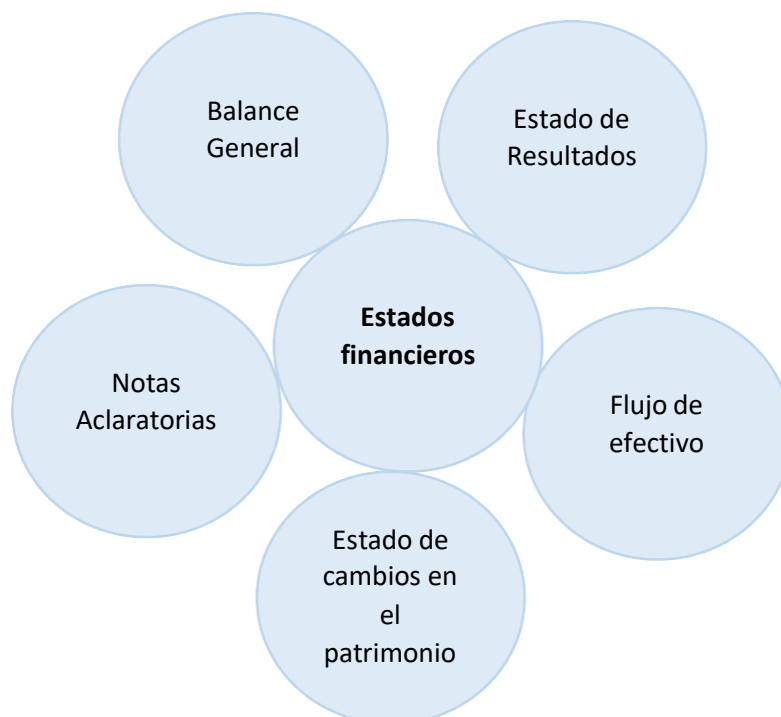 Balance
General
Estado de
Resultados
Estados
financieros
Notas
Aclaratorias
Flujo de
efectivo
Estado de
cambios en
el
patrimonio